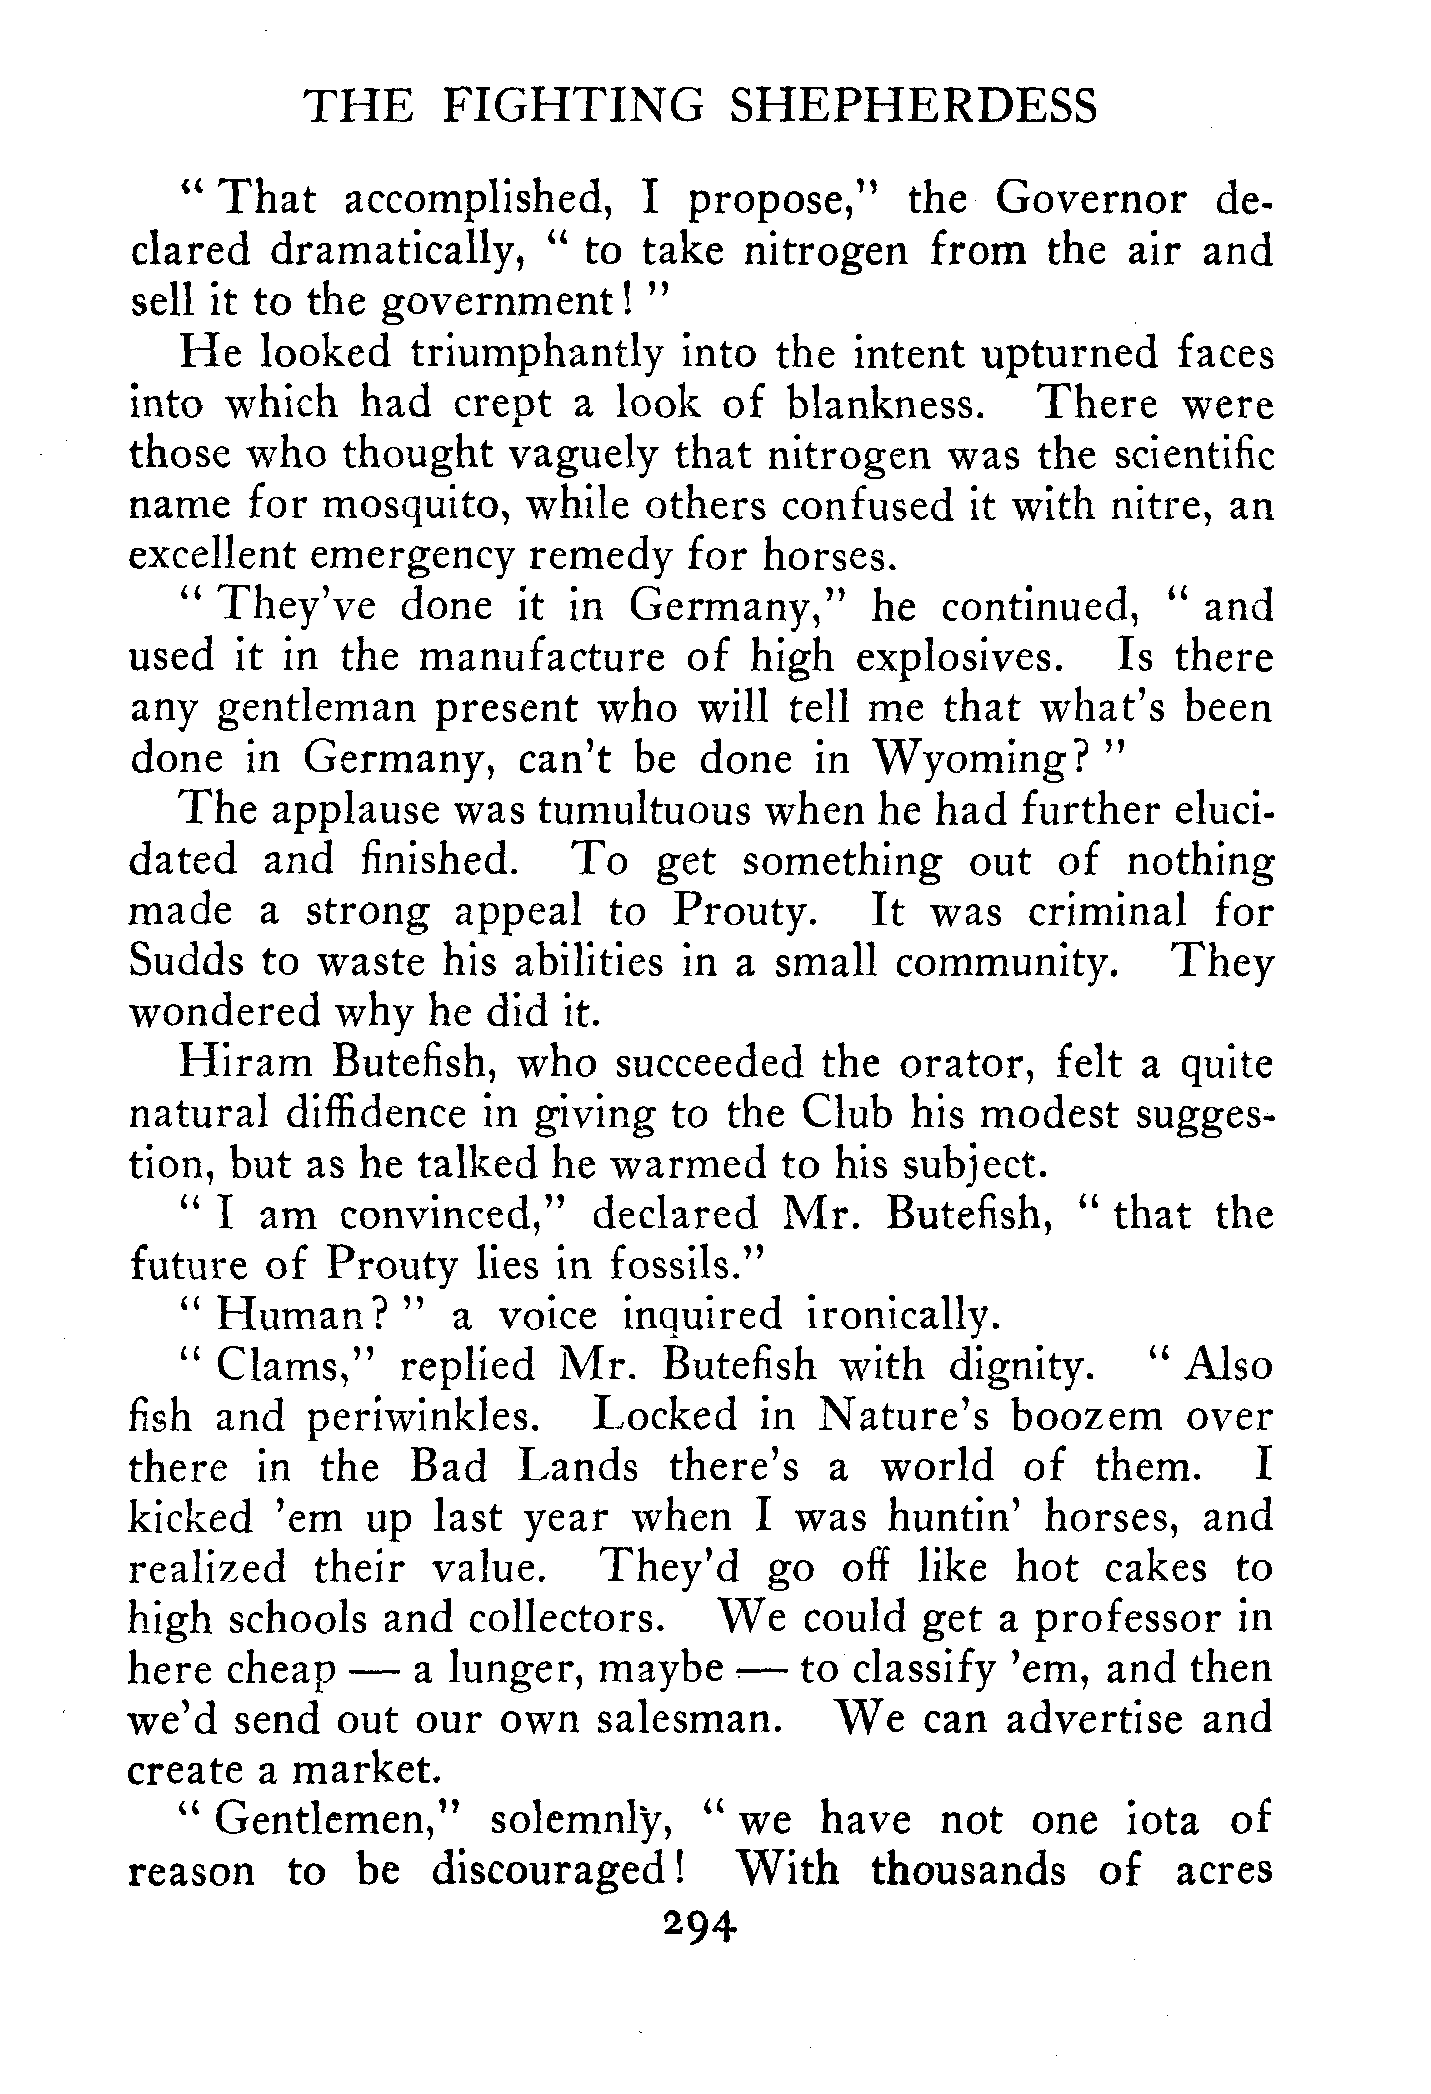 THE FIGHTING SHEPHERDESS
“ That accomplished, I propose,” the Governor de-
clared dramatically, “ to take nitrogen from the air and
sell it to the government! ”
He looked triumphantly into the intent upturned faces
into which had crept a look of blankness. There were
those who thought vaguely that nitrogen was the scientific
name for mosquito, while others confused it with nitre, an
excellent emergency remedy for horses.
“ They’ve done it in Germany,” he continued, “ and
used it in the manufacture of high explosives. Is there
any gentleman present who will tell me that what’s been
done in Germany, can’t be done in Wyoming? ”
The applause was tumultuous when he had further eluci-
dated and finished. To get something out of nothing
made a strong appeal to Prouty. It was criminal for
Sudds to waste his abilities in a small community. They
wondered why he did it.
Hiram Butefish, who succeeded the orator, felt a quite
natural diffidence in giving to the Club his modest sugges-
tion, but as he talked he warmed to his subject.
“ I am convinced,” declared Mr. Butefish, “ that the
future of Prouty lies in fossils.”
“ Human? ” a voice inquired ironically.
“ Clams,” replied Mr. Butefish with dignity. “ Also
fish and periwinkles. Locked in Nature’s boozem over
there in the Bad Lands there’s a world of them. I
kicked ’em up last year when I was huntin’ horses, and
realized their value. They’d go off like hot cakes to
high schools and collectors. We could get a professor in
here cheap — a lunger, maybe — to classify ’em, and then
we’d send out our own salesman. We can advertise and
create a market.
“ Gentlemen,” solemnly, “ we have not one iota of
reason to be discouraged! With thousands of acres
294